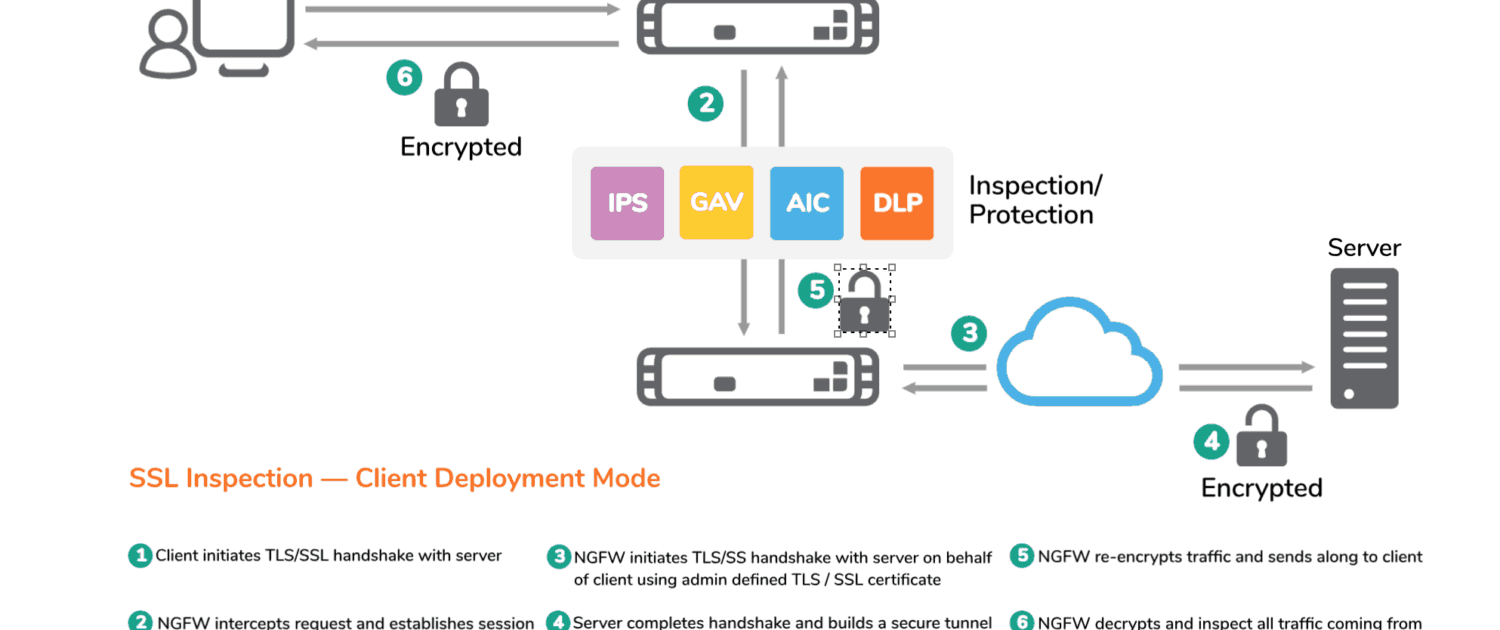 6
Encrypted
2
IPS GAV AIC DLP
Inspection/
Protection
Server
5
3
4
Encrypted
SSL Inspection — Client Deployment Mode
1 Client initiates TLS/SSL handshake with server
3 NGFW initiates TLS/SS handshake with server on behalf
of client using admin defined TLS / SSL certificate
5 NGFW re-encrypts traffic and sends along to client
2 NGFW intercepts request and establishes session
4 Server completes handshake and builds a secure tunnel
6 NGFW decrypts and inspect all traffic coming from